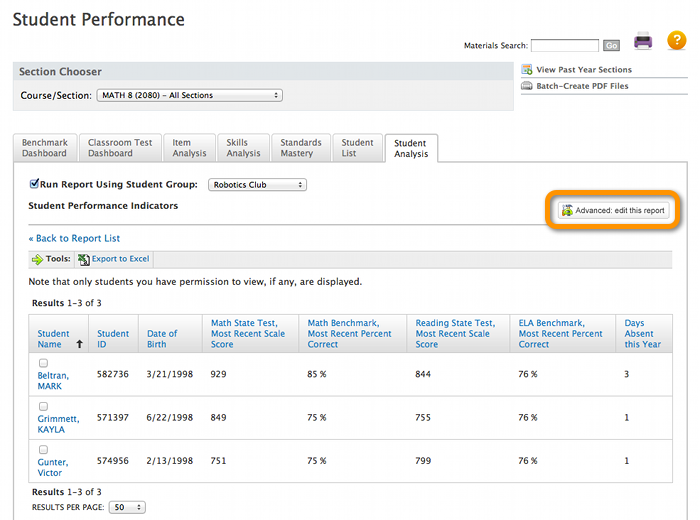 Student Performance
Materials Search: Go
Section Chooser
Course/Section: MATH 8 (2080) - All Sections
View Past Year Sections
Batch-Create PDF Files
Benchmark Dashboard
Classroom Test Dashboard
Item Analysis
Skills Analysis
Standards Mastery
Student List
Student Analysis
Run Report Using Student Group: Robotics Club
Student Performance Indicators
Advanced: edit this report
« Back to Report List
Tools: Export to Excel
Note that only students you have permission to view, if any, are displayed.
Results 1-3 of 3
Student Name
Student ID
Date of Birth
Math State Test, Most Recent Scale Score
Math Benchmark, Most Recent Percent Correct
Reading State Test, Most Recent Scale Score
ELA Benchmark, Most Recent Percent Correct
Days Absent this Year
Beltran, MARK 582736 3/21/1998 929 85 % 844 76 % 3
Grimmett, KAYLA 571397 6/22/1998 849 75 % 755 76 % 1
Gunter, Victor 574956 2/13/1998 751 75 % 799 76 % 1
Results 1-3 of 3
RESULTS PER PAGE: 50